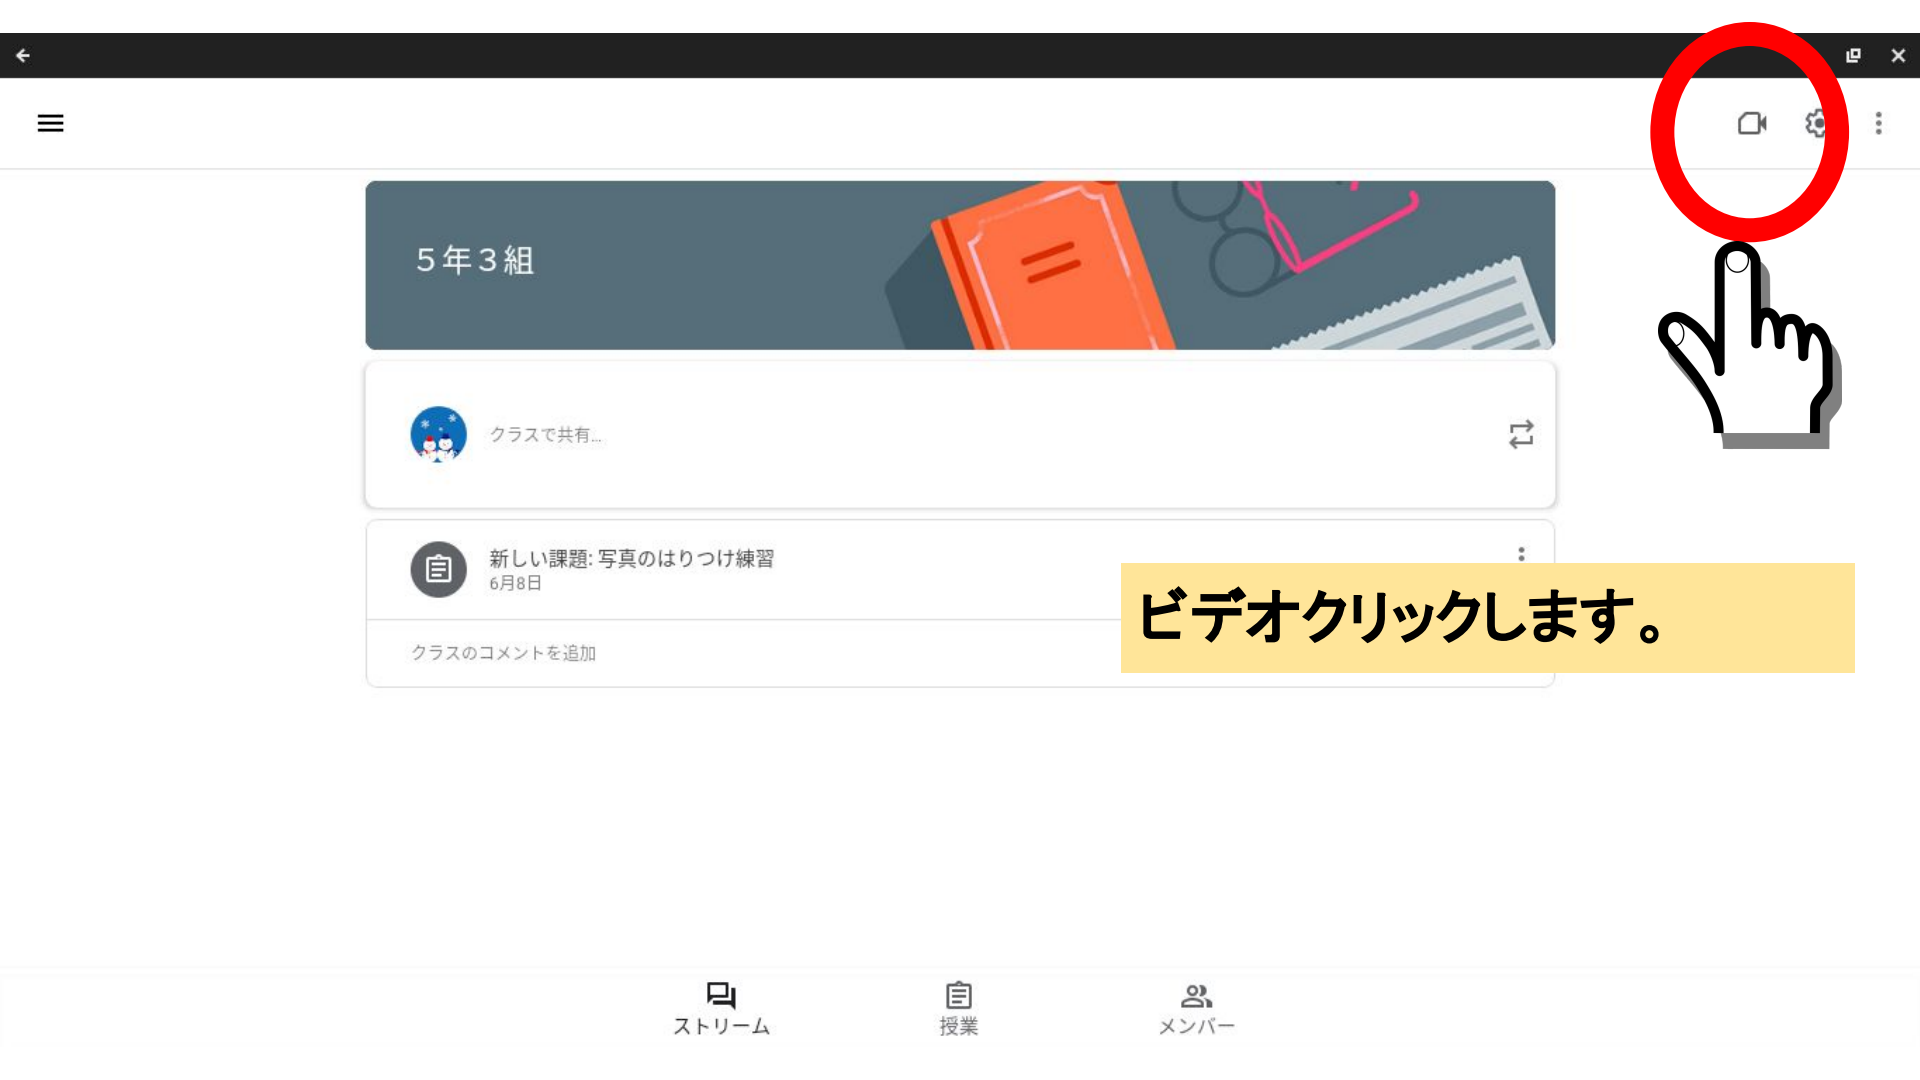 ５年３組
クラスで共有...
新しい課題: 写真のはりつけ練習
6月8日
ビデオクリックします。
クラスのコメントを追加
ストリーム
授業
メンバー